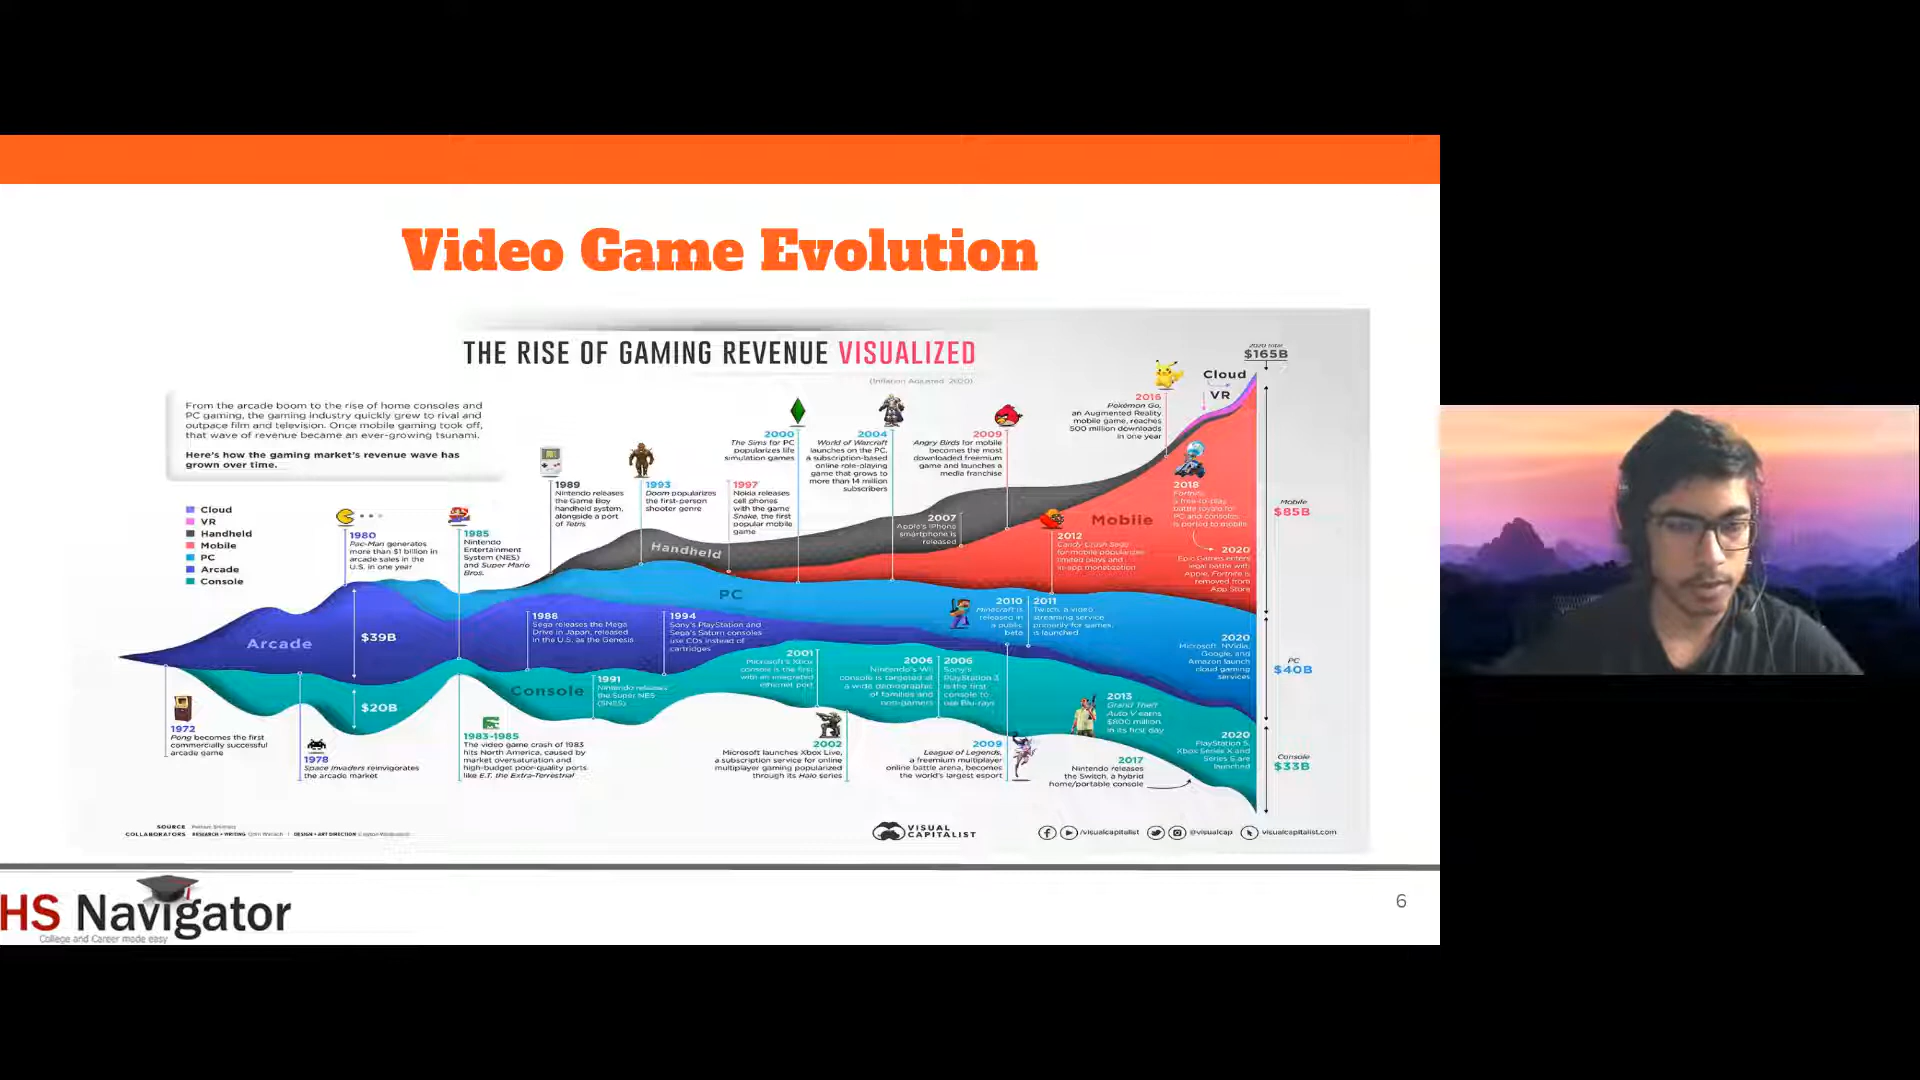 Video Game Evolution
THE RISE OF GAMING REVENUE VISUALIZED
(Inflation Adjusted, 2020)
From the arcade boom to the rise of home consoles and
PC gaming, the gaming industry quickly grew to rival and
outpace film and television. Once mobile gaming took off,
that wave of revenue became an ever-growing tsunami.
Here's how the gaming market's revenue wave has
grown over time.
Cloud
VR
Handheld
Mobile
PC
Arcade
Console
1980
Pac-Man generates
more than $1 billion in
arcade sales in the
U.S. in one year
1985
Nintendo
Entertainment
System (NES)
and Super Mario
Bros.
1989
Nintendo releases
the Game Boy
handheld system,
alongside a port
of Tetris
1993
Doom popularizes
the first-person
shooter genre
1997
Nokia releases
cell phones
with the game
Snake, the first
popular mobile
game
2000
The Sims for PC
popularizes life
simulation games
2004
World of Warcraft
launches on the PC,
a subscription-based
online role-playing
game that grows to
more than 14 million
subscribers
2009
Angry Birds for mobile
becomes the most
downloaded freemium
game and launches a
media franchise
2007
Apple's iPhone
smartphone is
released
2016
Pokémon Go,
an Augmented Reality
mobile game, reaches
500 million downloads
in one year
Cloud
VR
2020 total
$165B
2018
Fortnite,
a free-to-play
battle royale for
PC and consoles,
is ported to mobile
2020
Epic Games enters
legal battle with
Apple, Fortnite is
removed from
App Store
2012
Candy Crush Saga
for mobile popularizes
limited plays and
in-app monetization
Handheld
Mobile
PC
Arcade
Console
$39B
$20B
Mobile
$85B
PC
$40B
Console
$33B
1988
Sega releases the Mega
Drive in Japan, released
in the U.S. as the Genesis
1994
Sony's PlayStation and
Sega's Saturn consoles
use CDs instead of
cartridges
1991
Nintendo releases
the Super NES
(SNES)
2001
Microsoft's Xbox
console is the first
with an integrated
ethernet port
2006
Nintendo's Wii
console is targeted at
a wide demographic
of families and
non-gamers
2006
Sony's
PlayStation 3
is the first
console to
use Blu-rays
2010
Minecraft is
released in
a public
beta
2011
Twitch, a video
streaming service
primarily for games,
is launched
2020
Microsoft, NVidia,
Google, and
Amazon launch
cloud gaming
services
2013
Grand Theft
Auto V earns
$800 million
in its first day
2020
PlayStation 5,
Xbox Series X and
Series S are
launched
1972
Pong becomes the first
commercially successful
arcade game
1978
Space Invaders reinvigorates
the arcade market
1983-1985
The video game crash of 1983
hits North America, caused by
market oversaturation and
high-budget poor-quality ports
like E.T. the Extra-Terrestrial
2002
Microsoft launches Xbox Live,
a subscription service for online
multiplayer gaming popularized
through its Halo series
2009
League of Legends,
a freemium multiplayer
online battle arena, becomes
the world's largest esport
2017
Nintendo releases
the Switch, a hybrid
home/portable console
SOURCE
COLLABORATORS RESEARCH + WRITING | DESIGN + ART DIRECTION
VISUAL
CAPITALIST
/visualcapitalist @visualcap visualcapitalist.com
HS Navigator
College and Career made easy
6